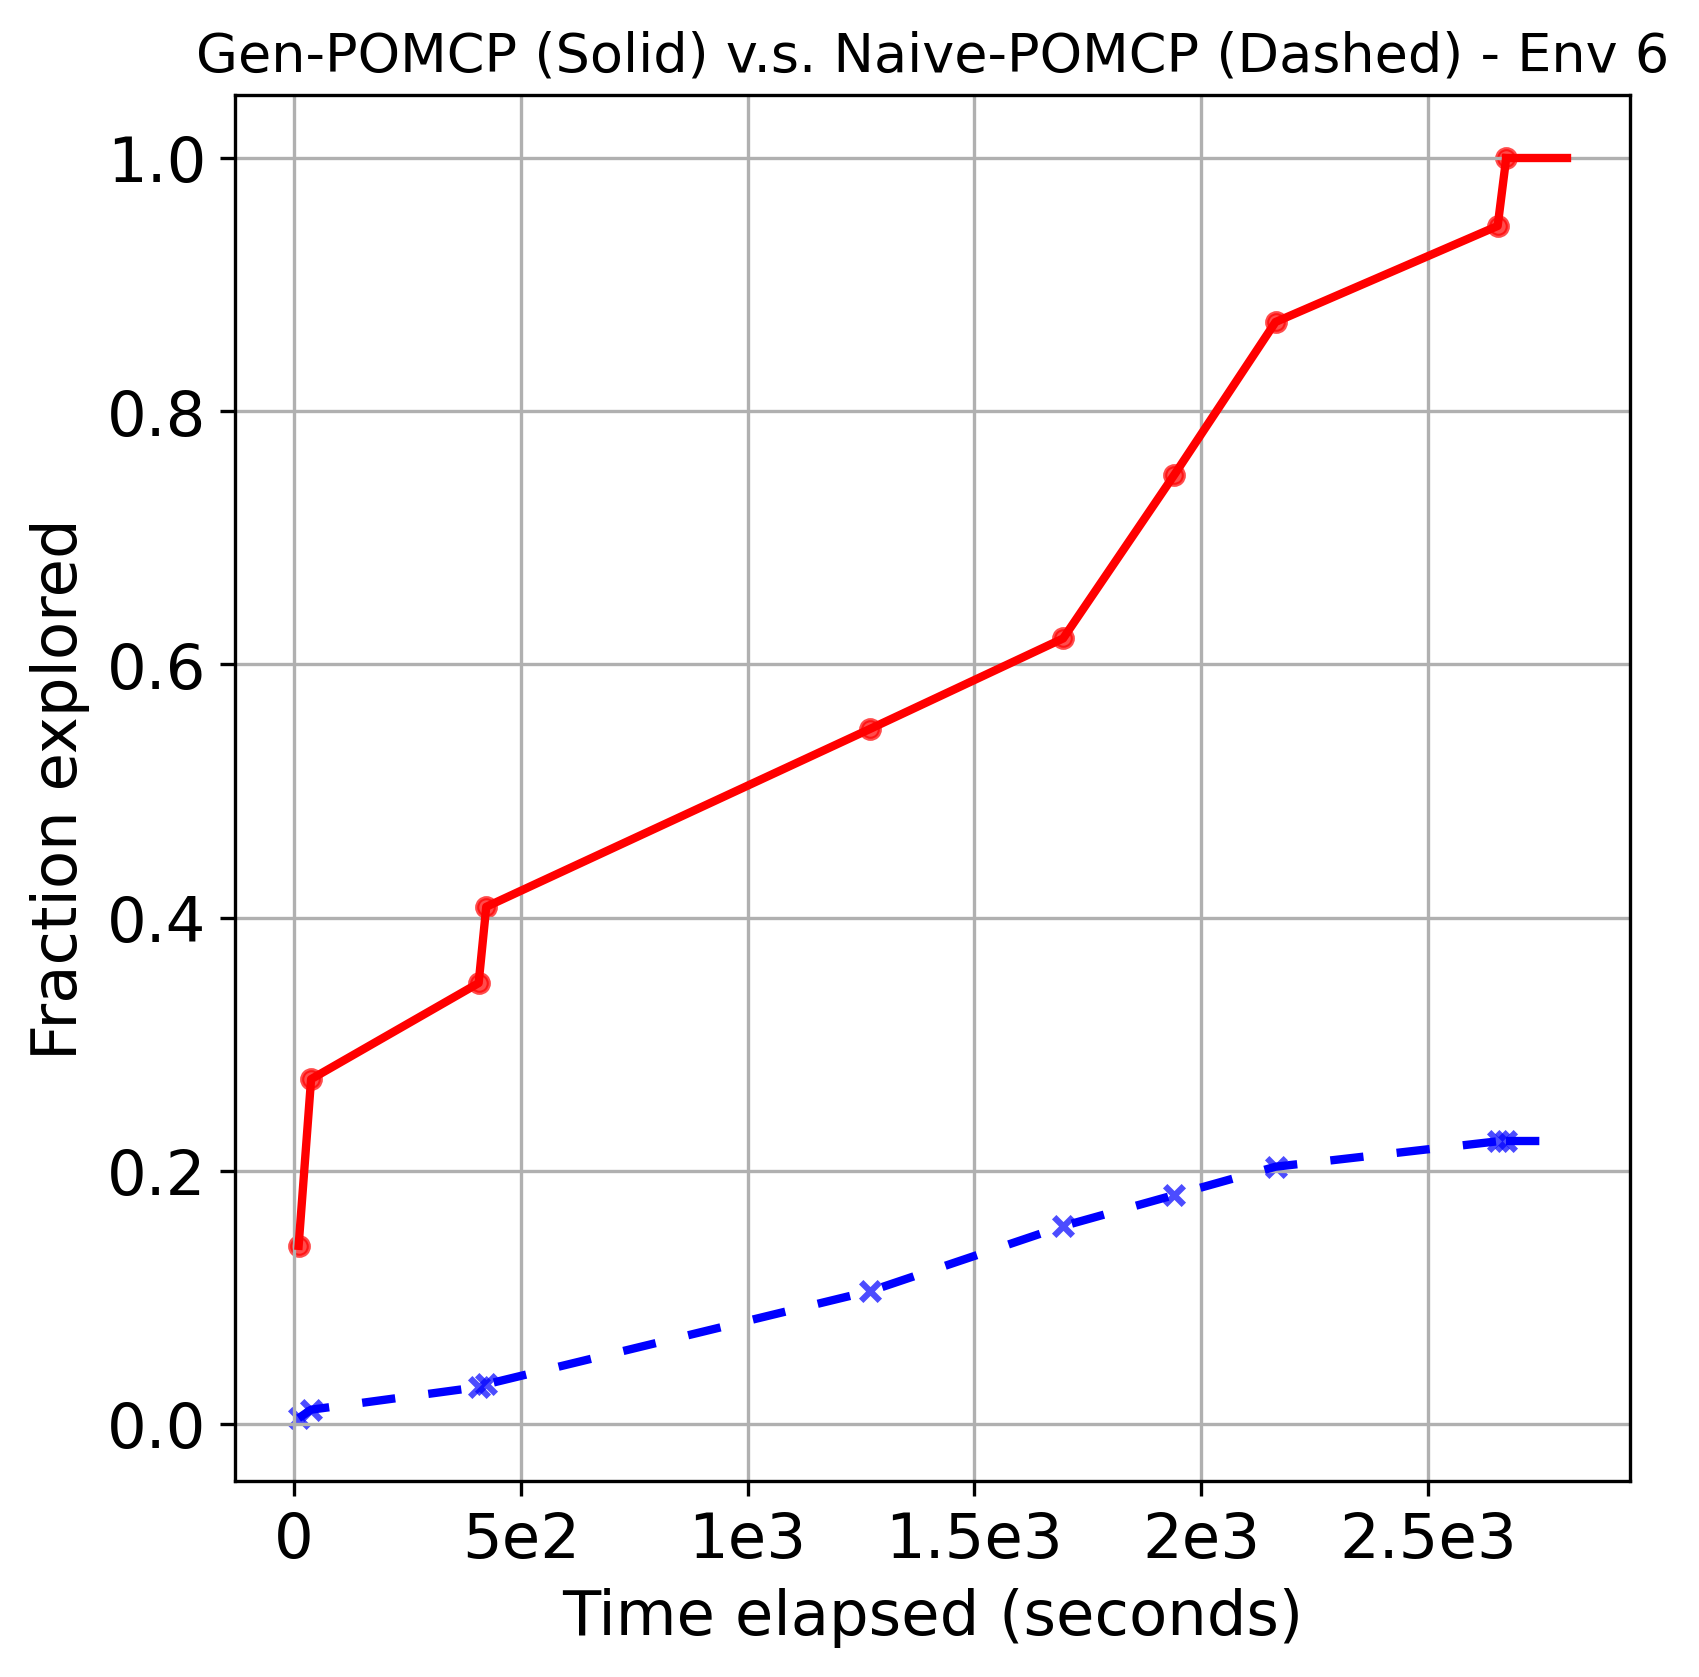 Gen-POMCP (Solid) v.s. Naive-POMCP (Dashed) - Env 6
Fraction explored
1.0
0.8
0.6
0.4
0.2
0.0
0 5e2 1e3 1.5e3 2e3 2.5e3
Time elapsed (seconds)